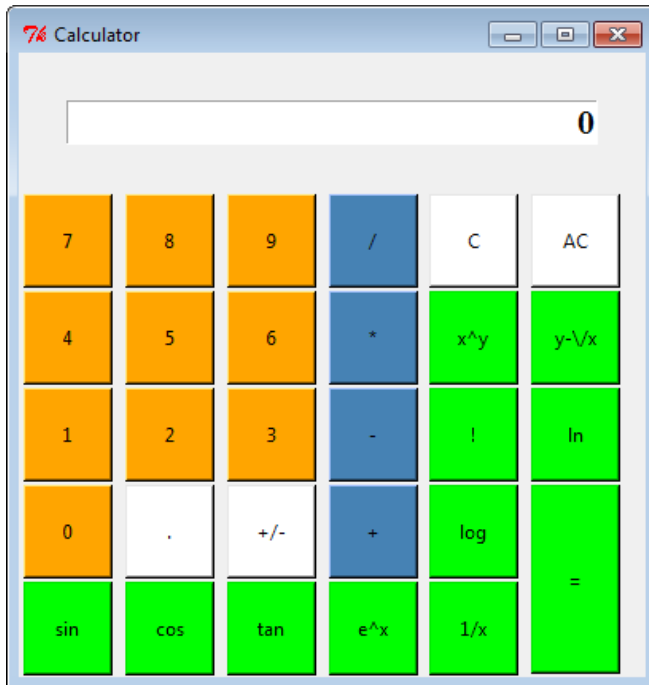 Calculator
0
7 8 9 / C AC
4 5 6 * x^y y-\/x
1 2 3 - ! ln
0 . +/- + log =
sin cos tan e^x 1/x